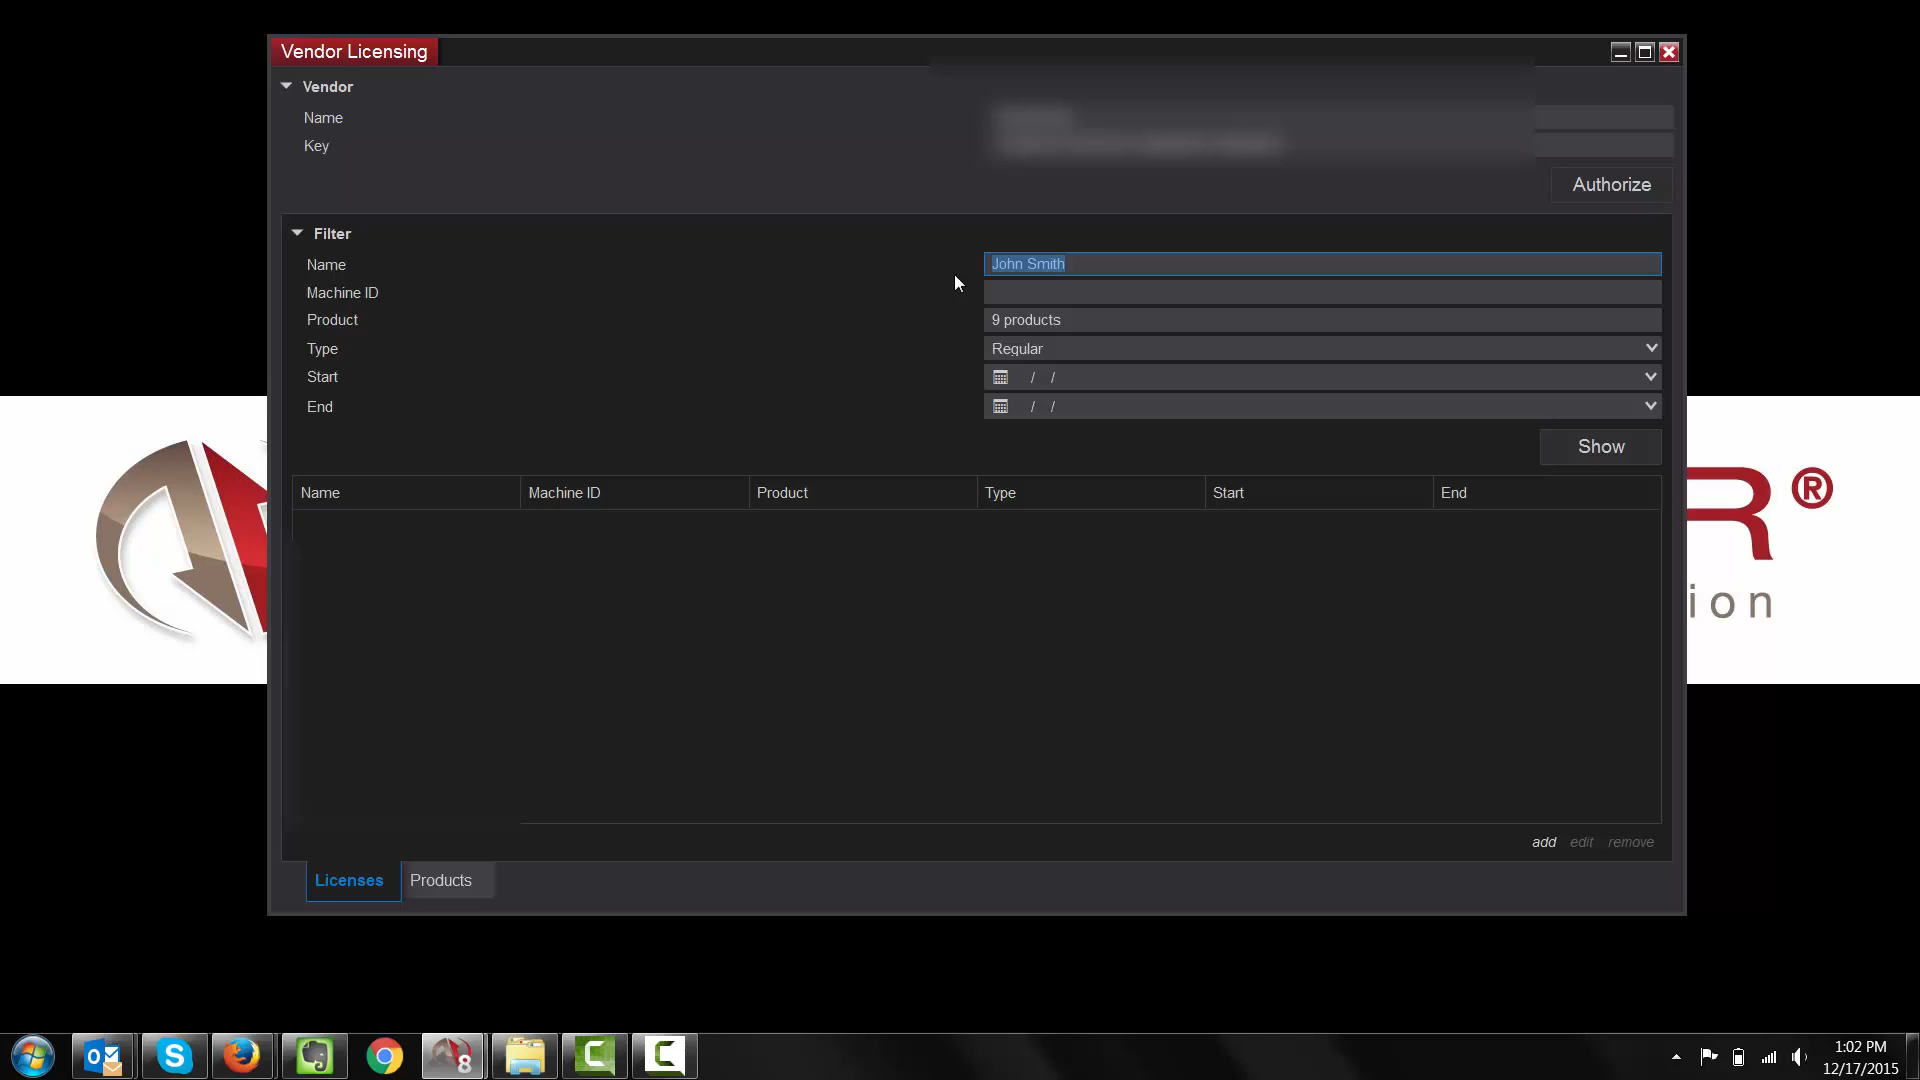 Vendor Licensing
Vendor
Name
Key
Authorize
Filter
Name John Smith
Machine ID
Product 9 products
Type Regular
Start / /
End / /
Show
Name Machine ID Product Type Start End
R®
ion
add edit remove
Licenses Products
8
1:02 PM
12/17/2015